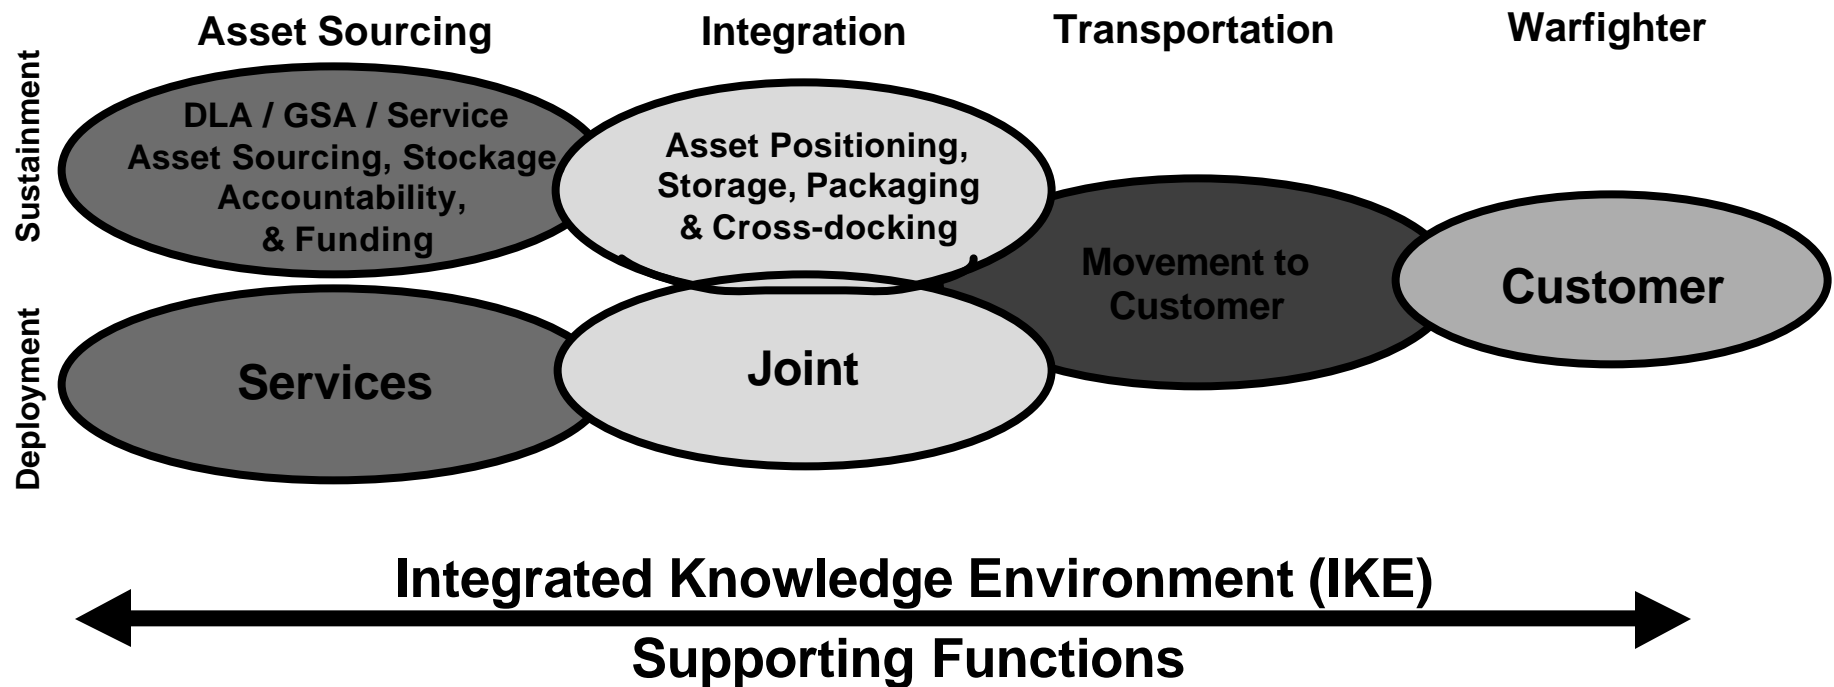 Asset Sourcing
Integration
Transportation
Warfighter
Sustainment
DLA / GSA / Service
Asset Sourcing, Stockage
Accountability,
& Funding
Asset Positioning,
Storage, Packaging
& Cross-docking
Movement to
Customer
Customer
Deployment
Services
Joint
Integrated Knowledge Environment (IKE)
Supporting Functions